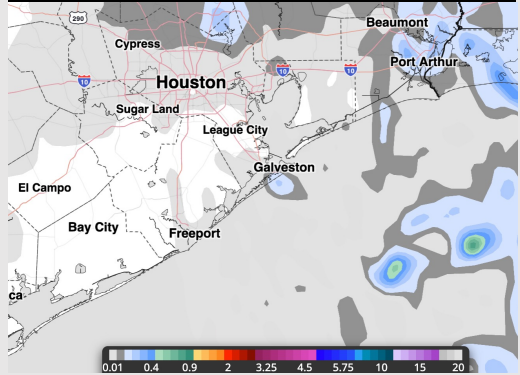 290
Beaumont
Cypress
Port Arthur
10
10
10
Houston
Sugar Land
League City
Galveston
El Campo
Bay City
Freeport
ca
0.01 0.4 0.9 2 3.25 4.5 5.75 10 15 20